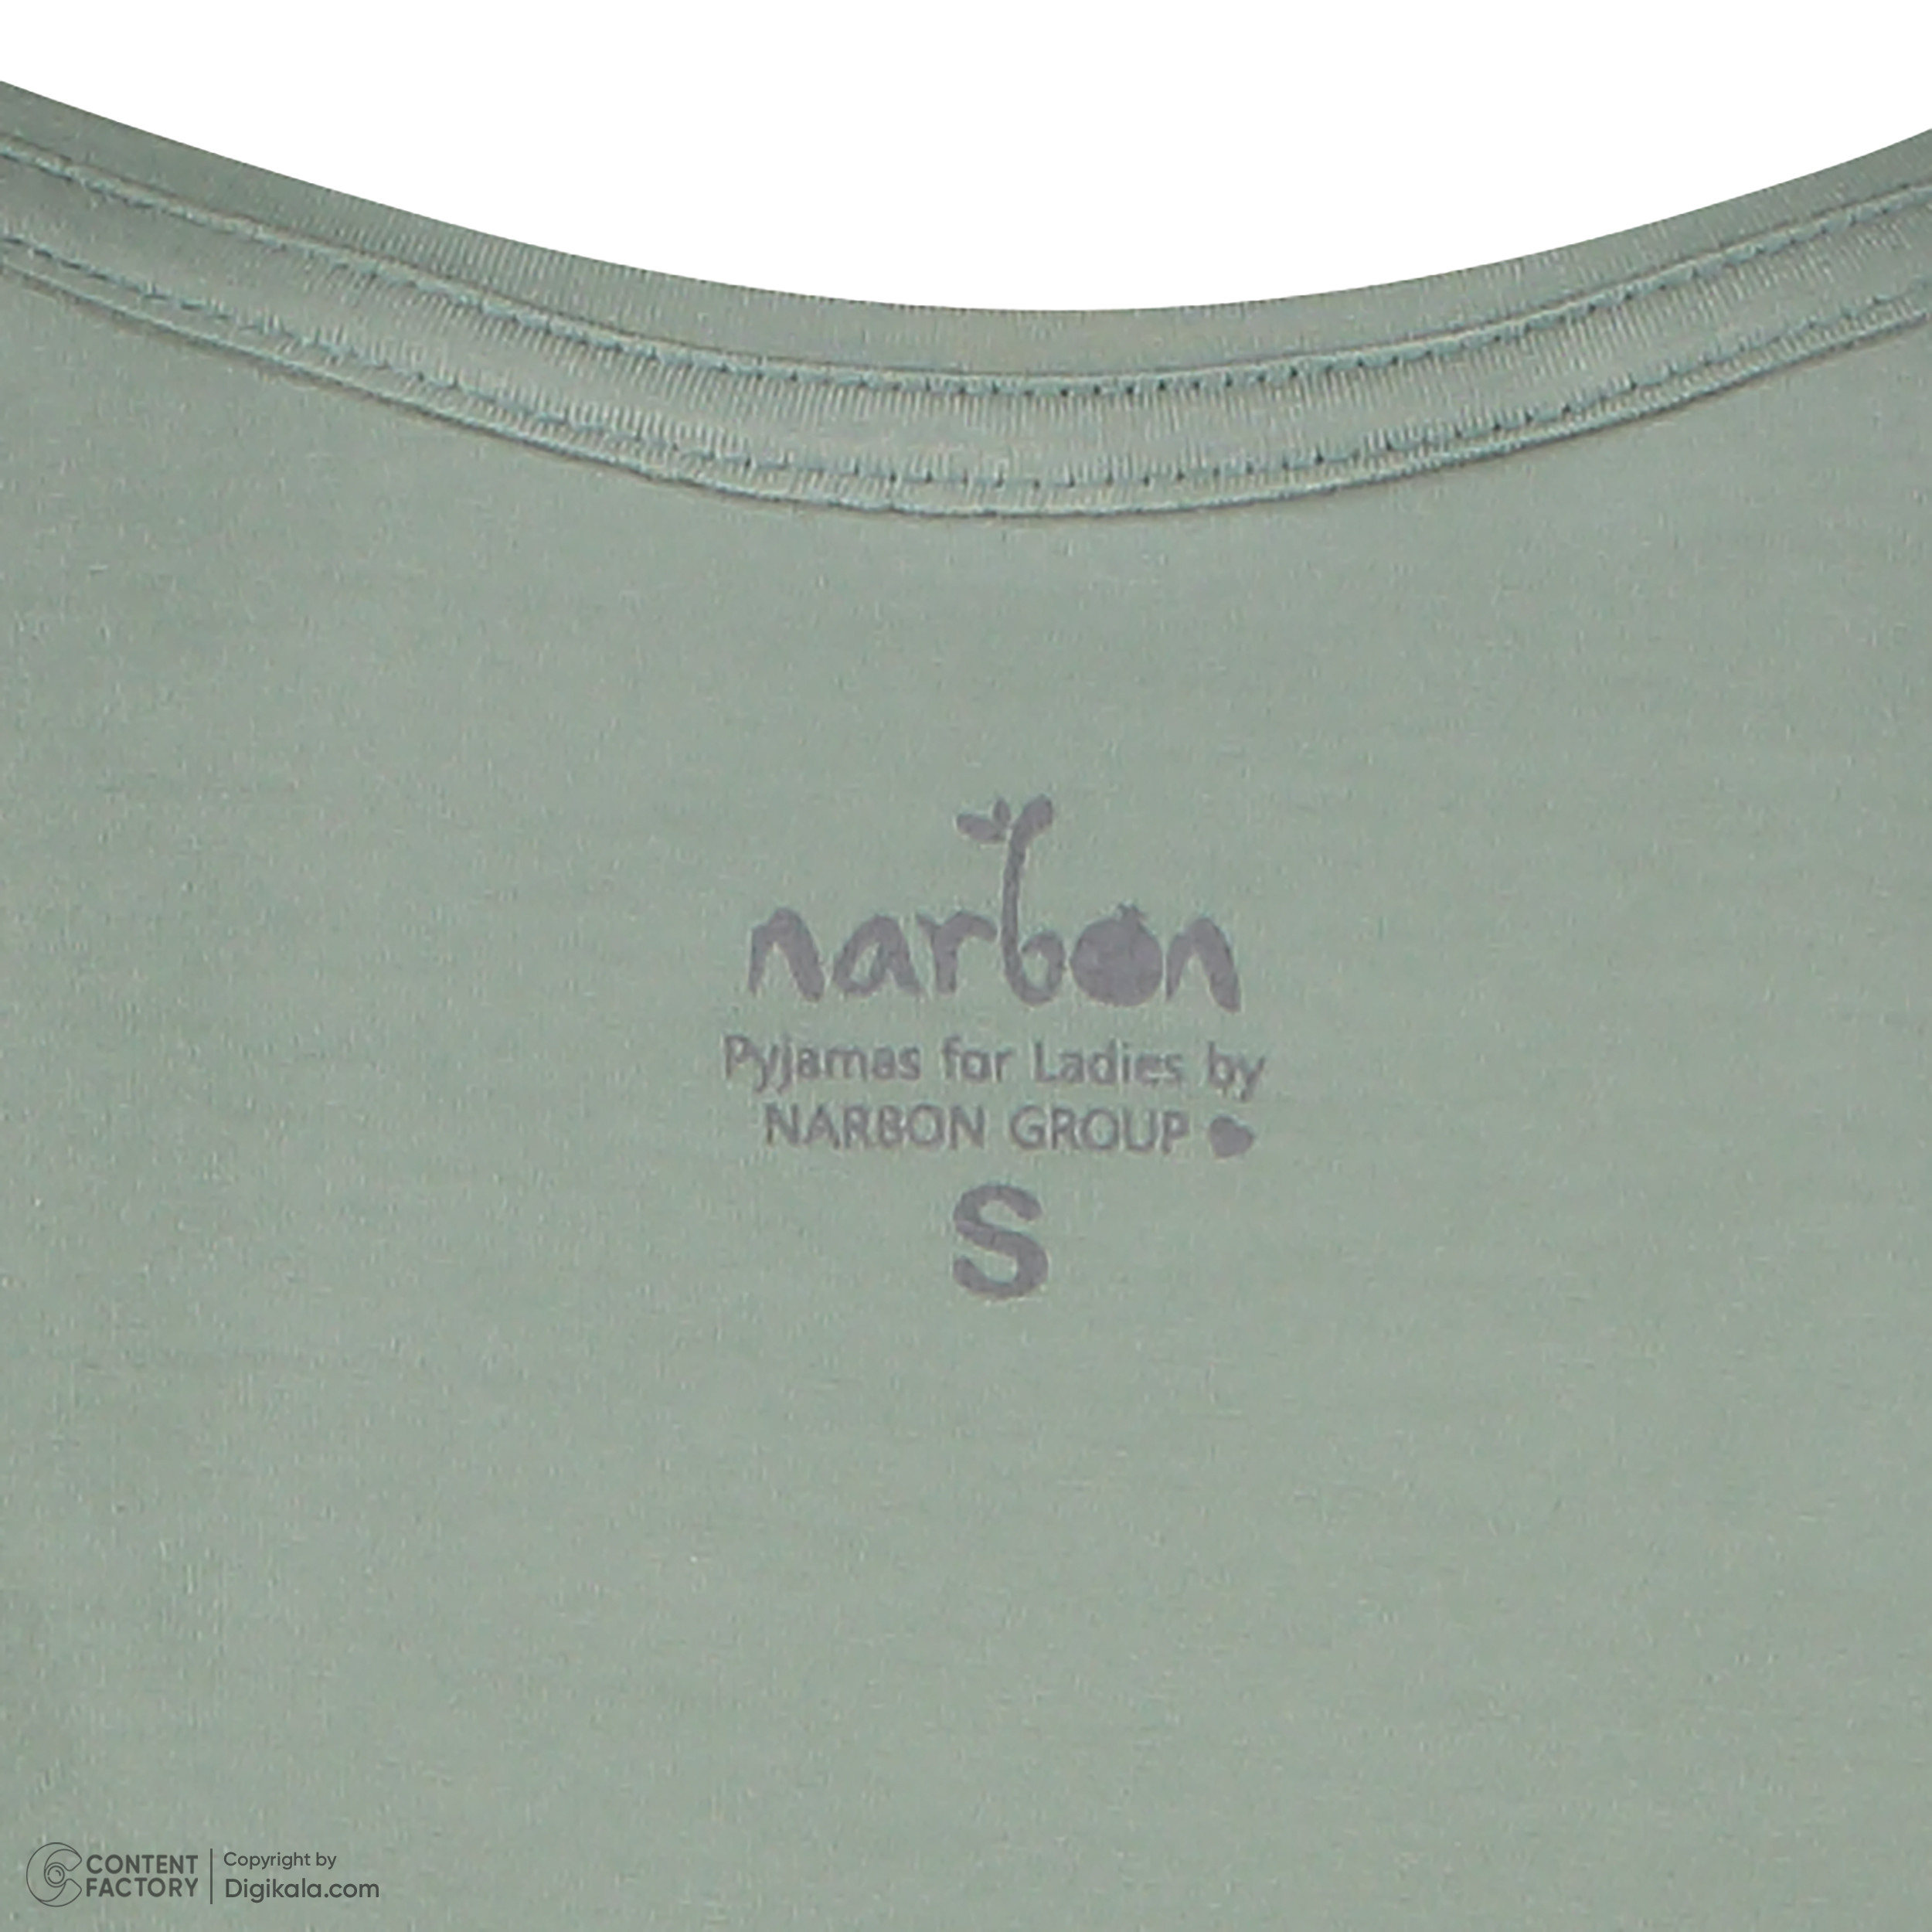 narbon
Pyjamas for Ladies by
NARBON GROUP
S
CONTENT FACTORY
Copyright by
Digikala.com